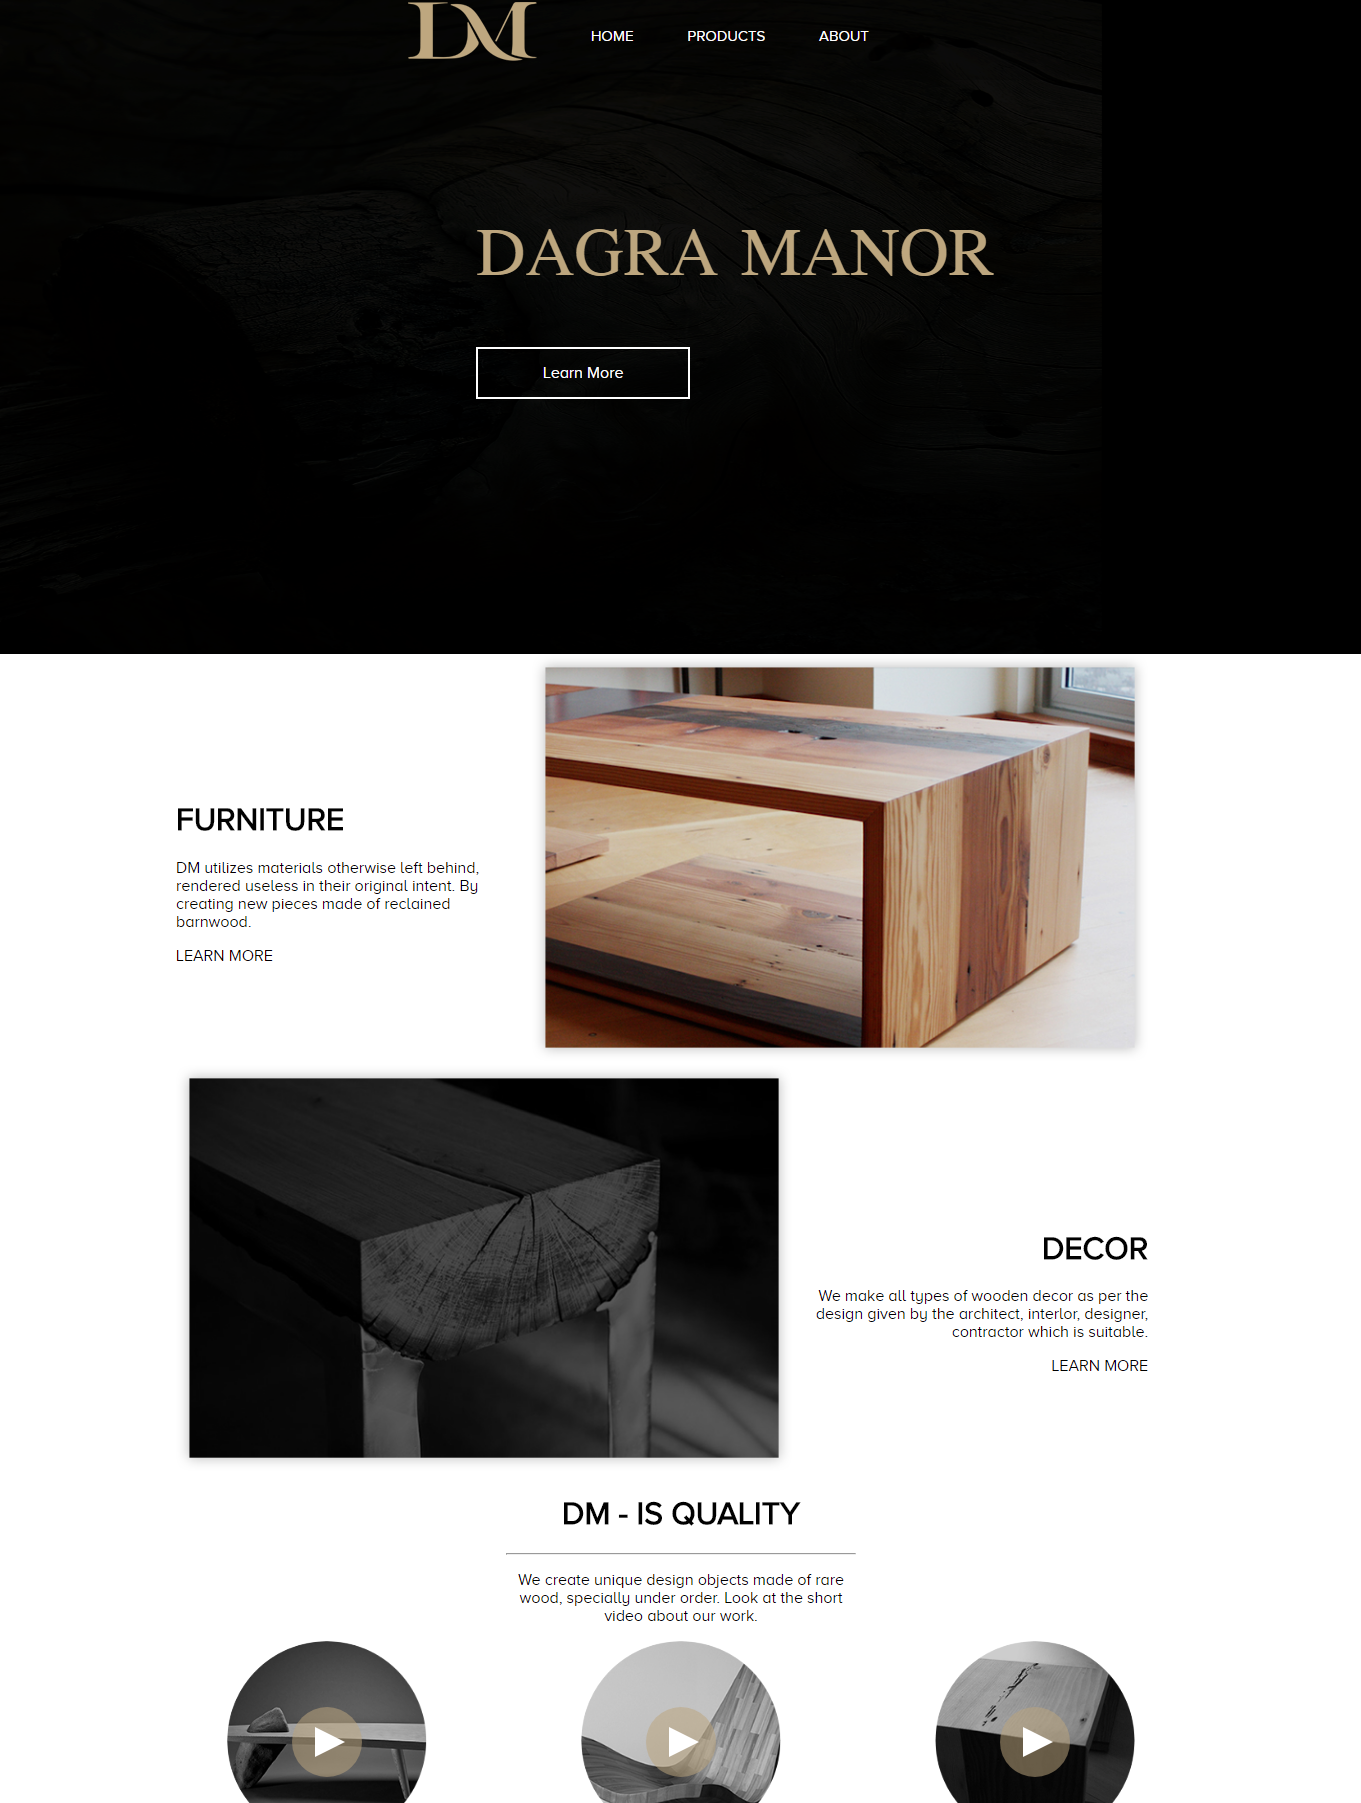 DM
HOME PRODUCTS ABOUT
DAGRA MANOR
Learn More
FURNITURE
DM utilizes materials otherwise left behind,
rendered useless in their original intent. By
creating new pieces made of reclained
barnwood.
LEARN MORE
DECOR
We make all types of wooden decor as per the
design given by the architect, interlor, designer,
contractor which is suitable.
LEARN MORE
DM - IS QUALITY
We create unique design objects made of rare
wood, specially under order. Look at the short
video about our work.